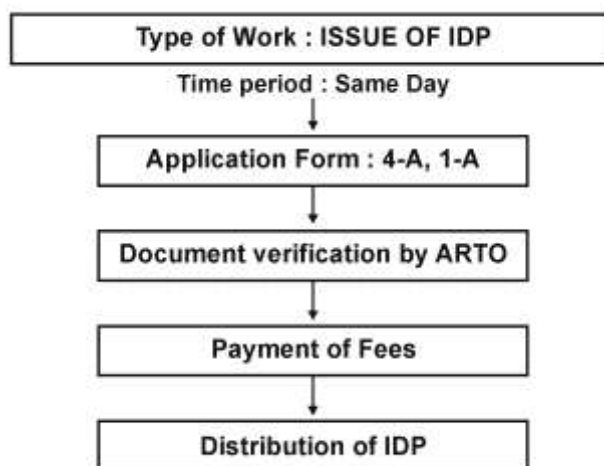 Type of Work : ISSUE OF IDP
Time period : Same Day
Application Form : 4-A, 1-A
Document verification by ARTO
Payment of Fees
Distribution of IDP